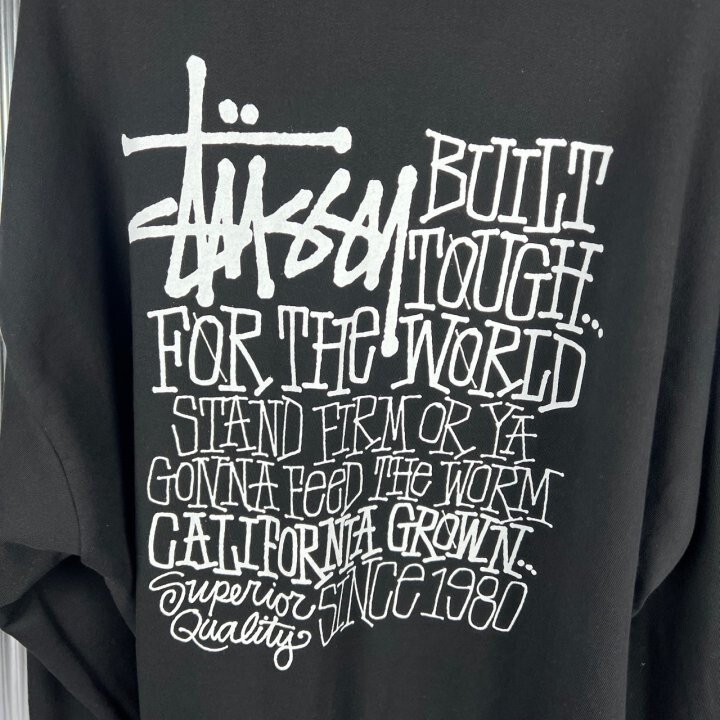 Stüssy
BUILT
TOUGH...
FOR THE WORLD
STAND FIRM OR YA
GONNA FEED THE WORM
CALIFORNIA GROWN...
Superior
Quality
SINCE 1980